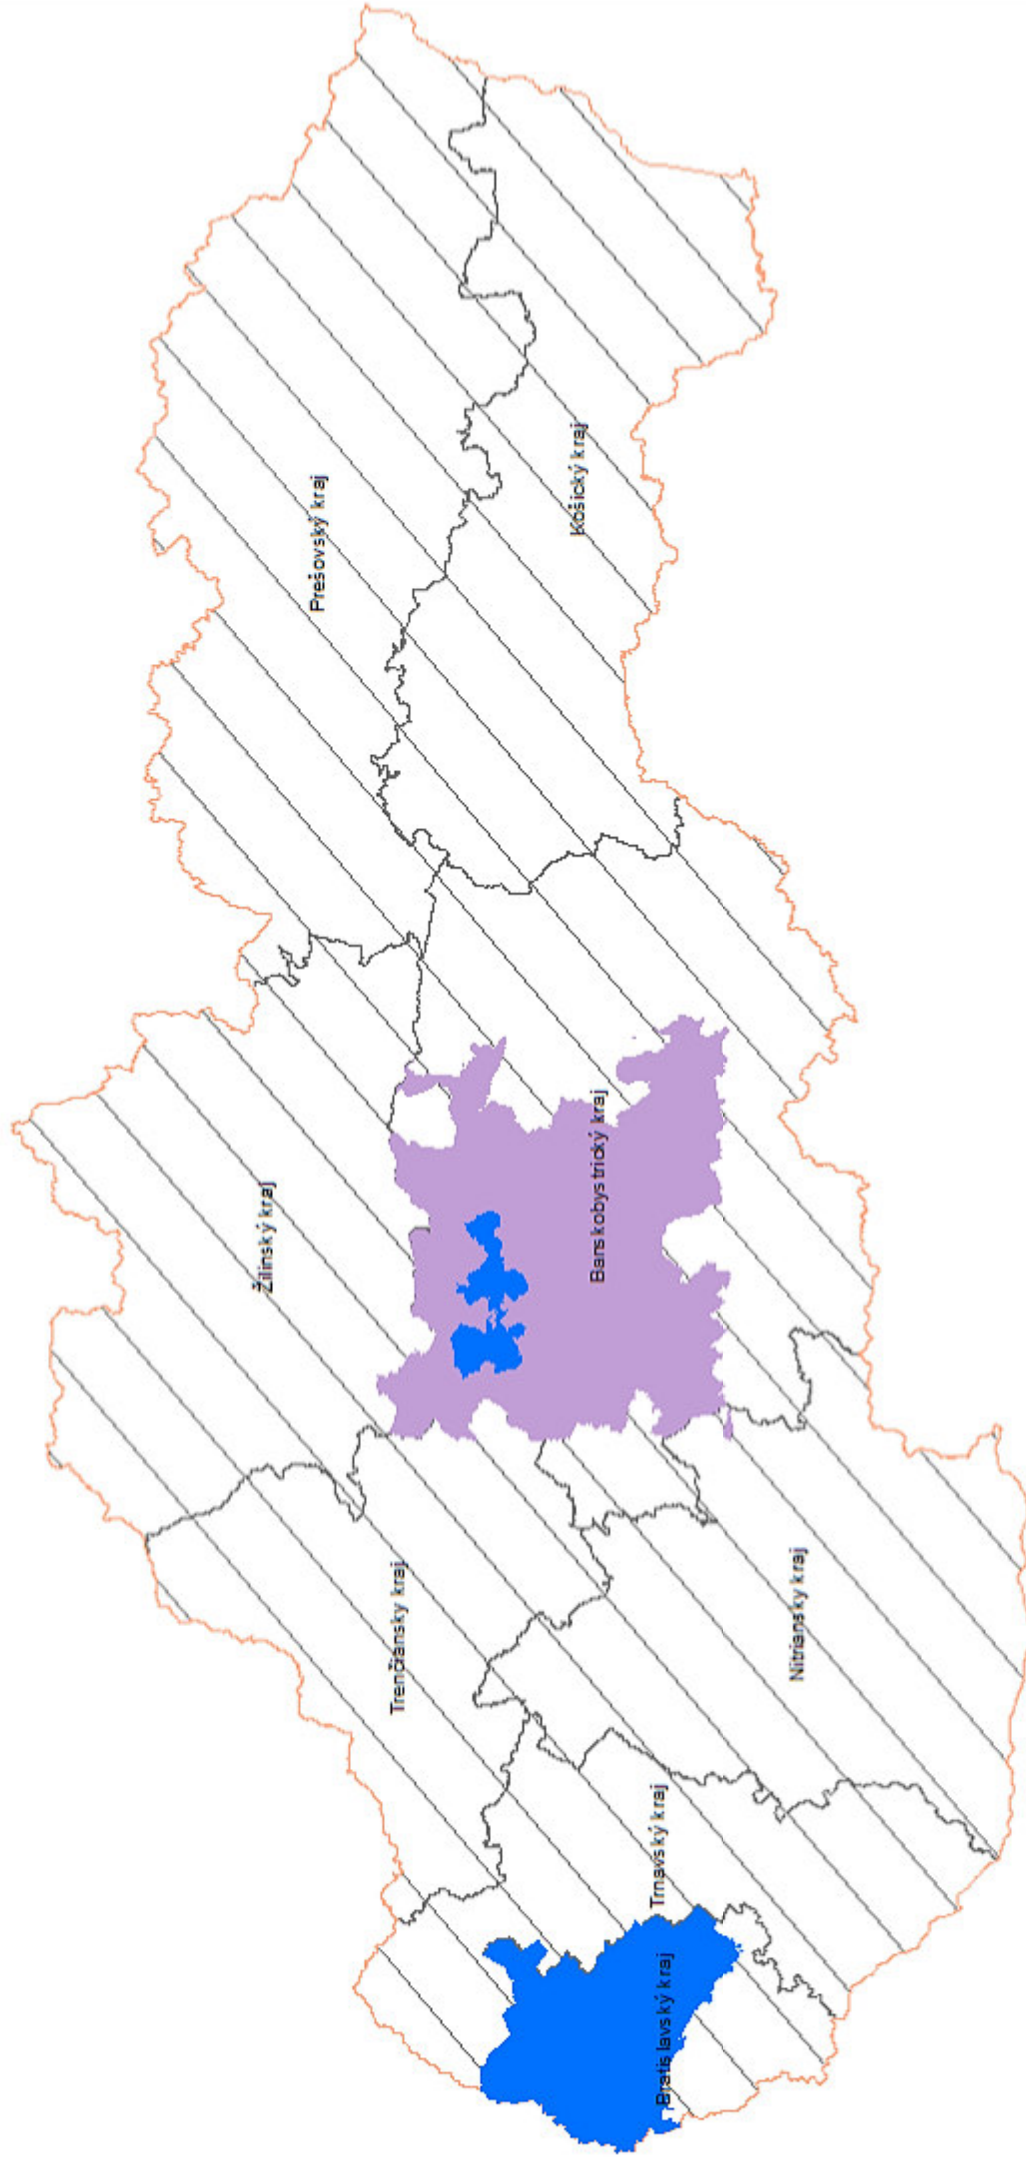 Prešovský kraj
Košický kraj
Žilinský kraj
Banskobystrický kraj
Trenčiansky kraj
Nitriansky kraj
Trnavský kraj
Bratislavský kraj